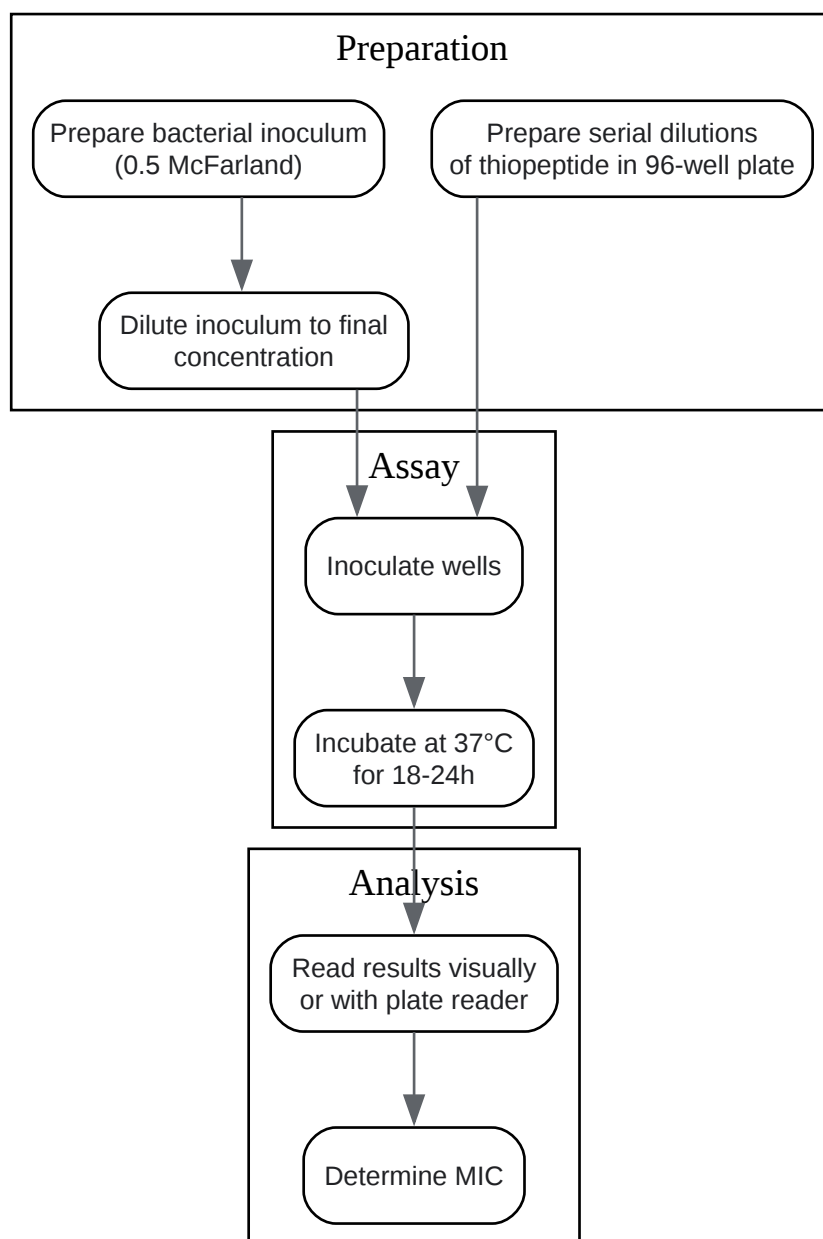 Preparation
Prepare bacterial inoculum
(0.5 McFarland)
Prepare serial dilutions
of thiopeptide in 96-well plate
Dilute inoculum to final
concentration
Assay
Inoculate wells
Incubate at 37°C
for 18-24h
Analysis
Read results visually
or with plate reader
Determine MIC